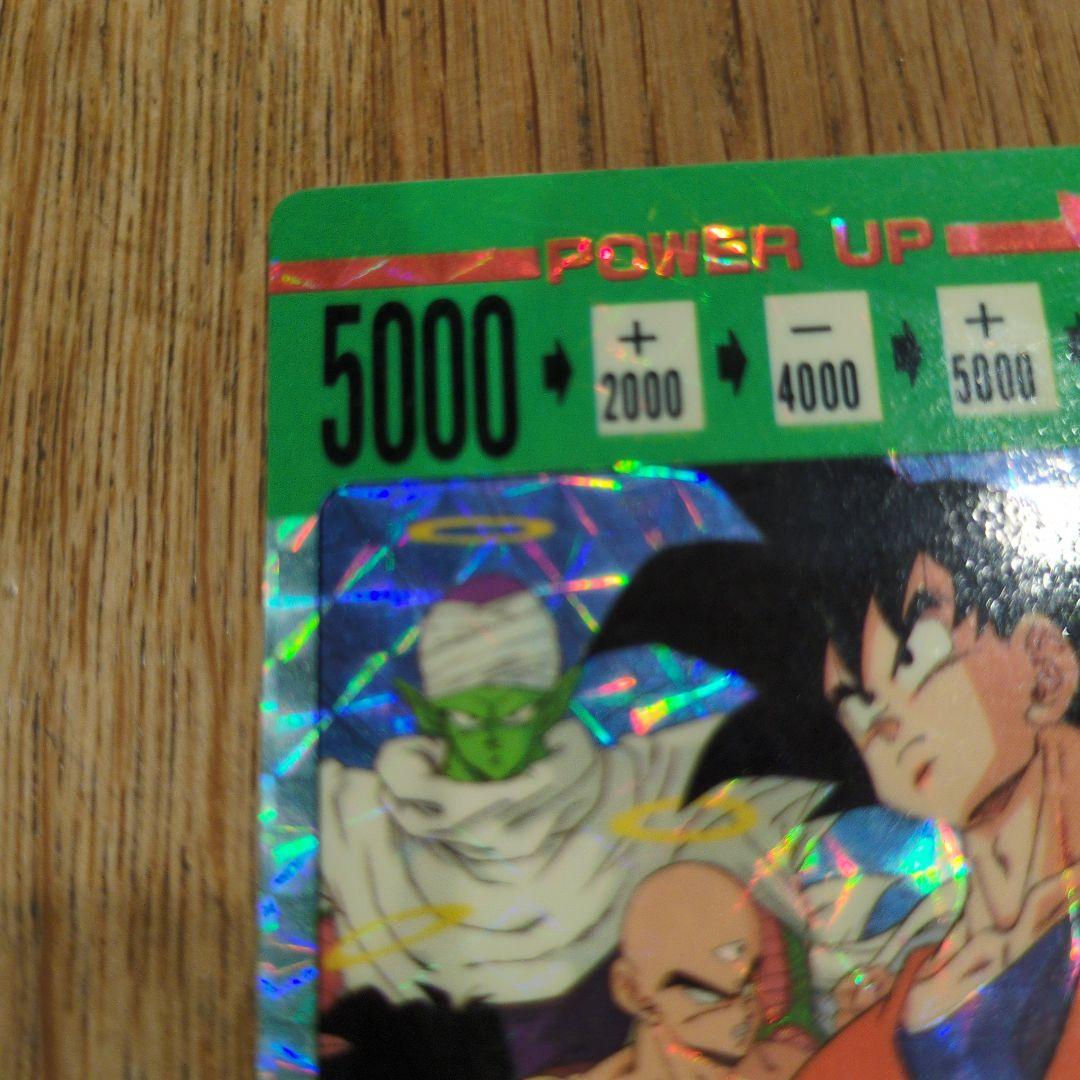 POWER UP
5000 → + 2000 → − 4000 → + 5000